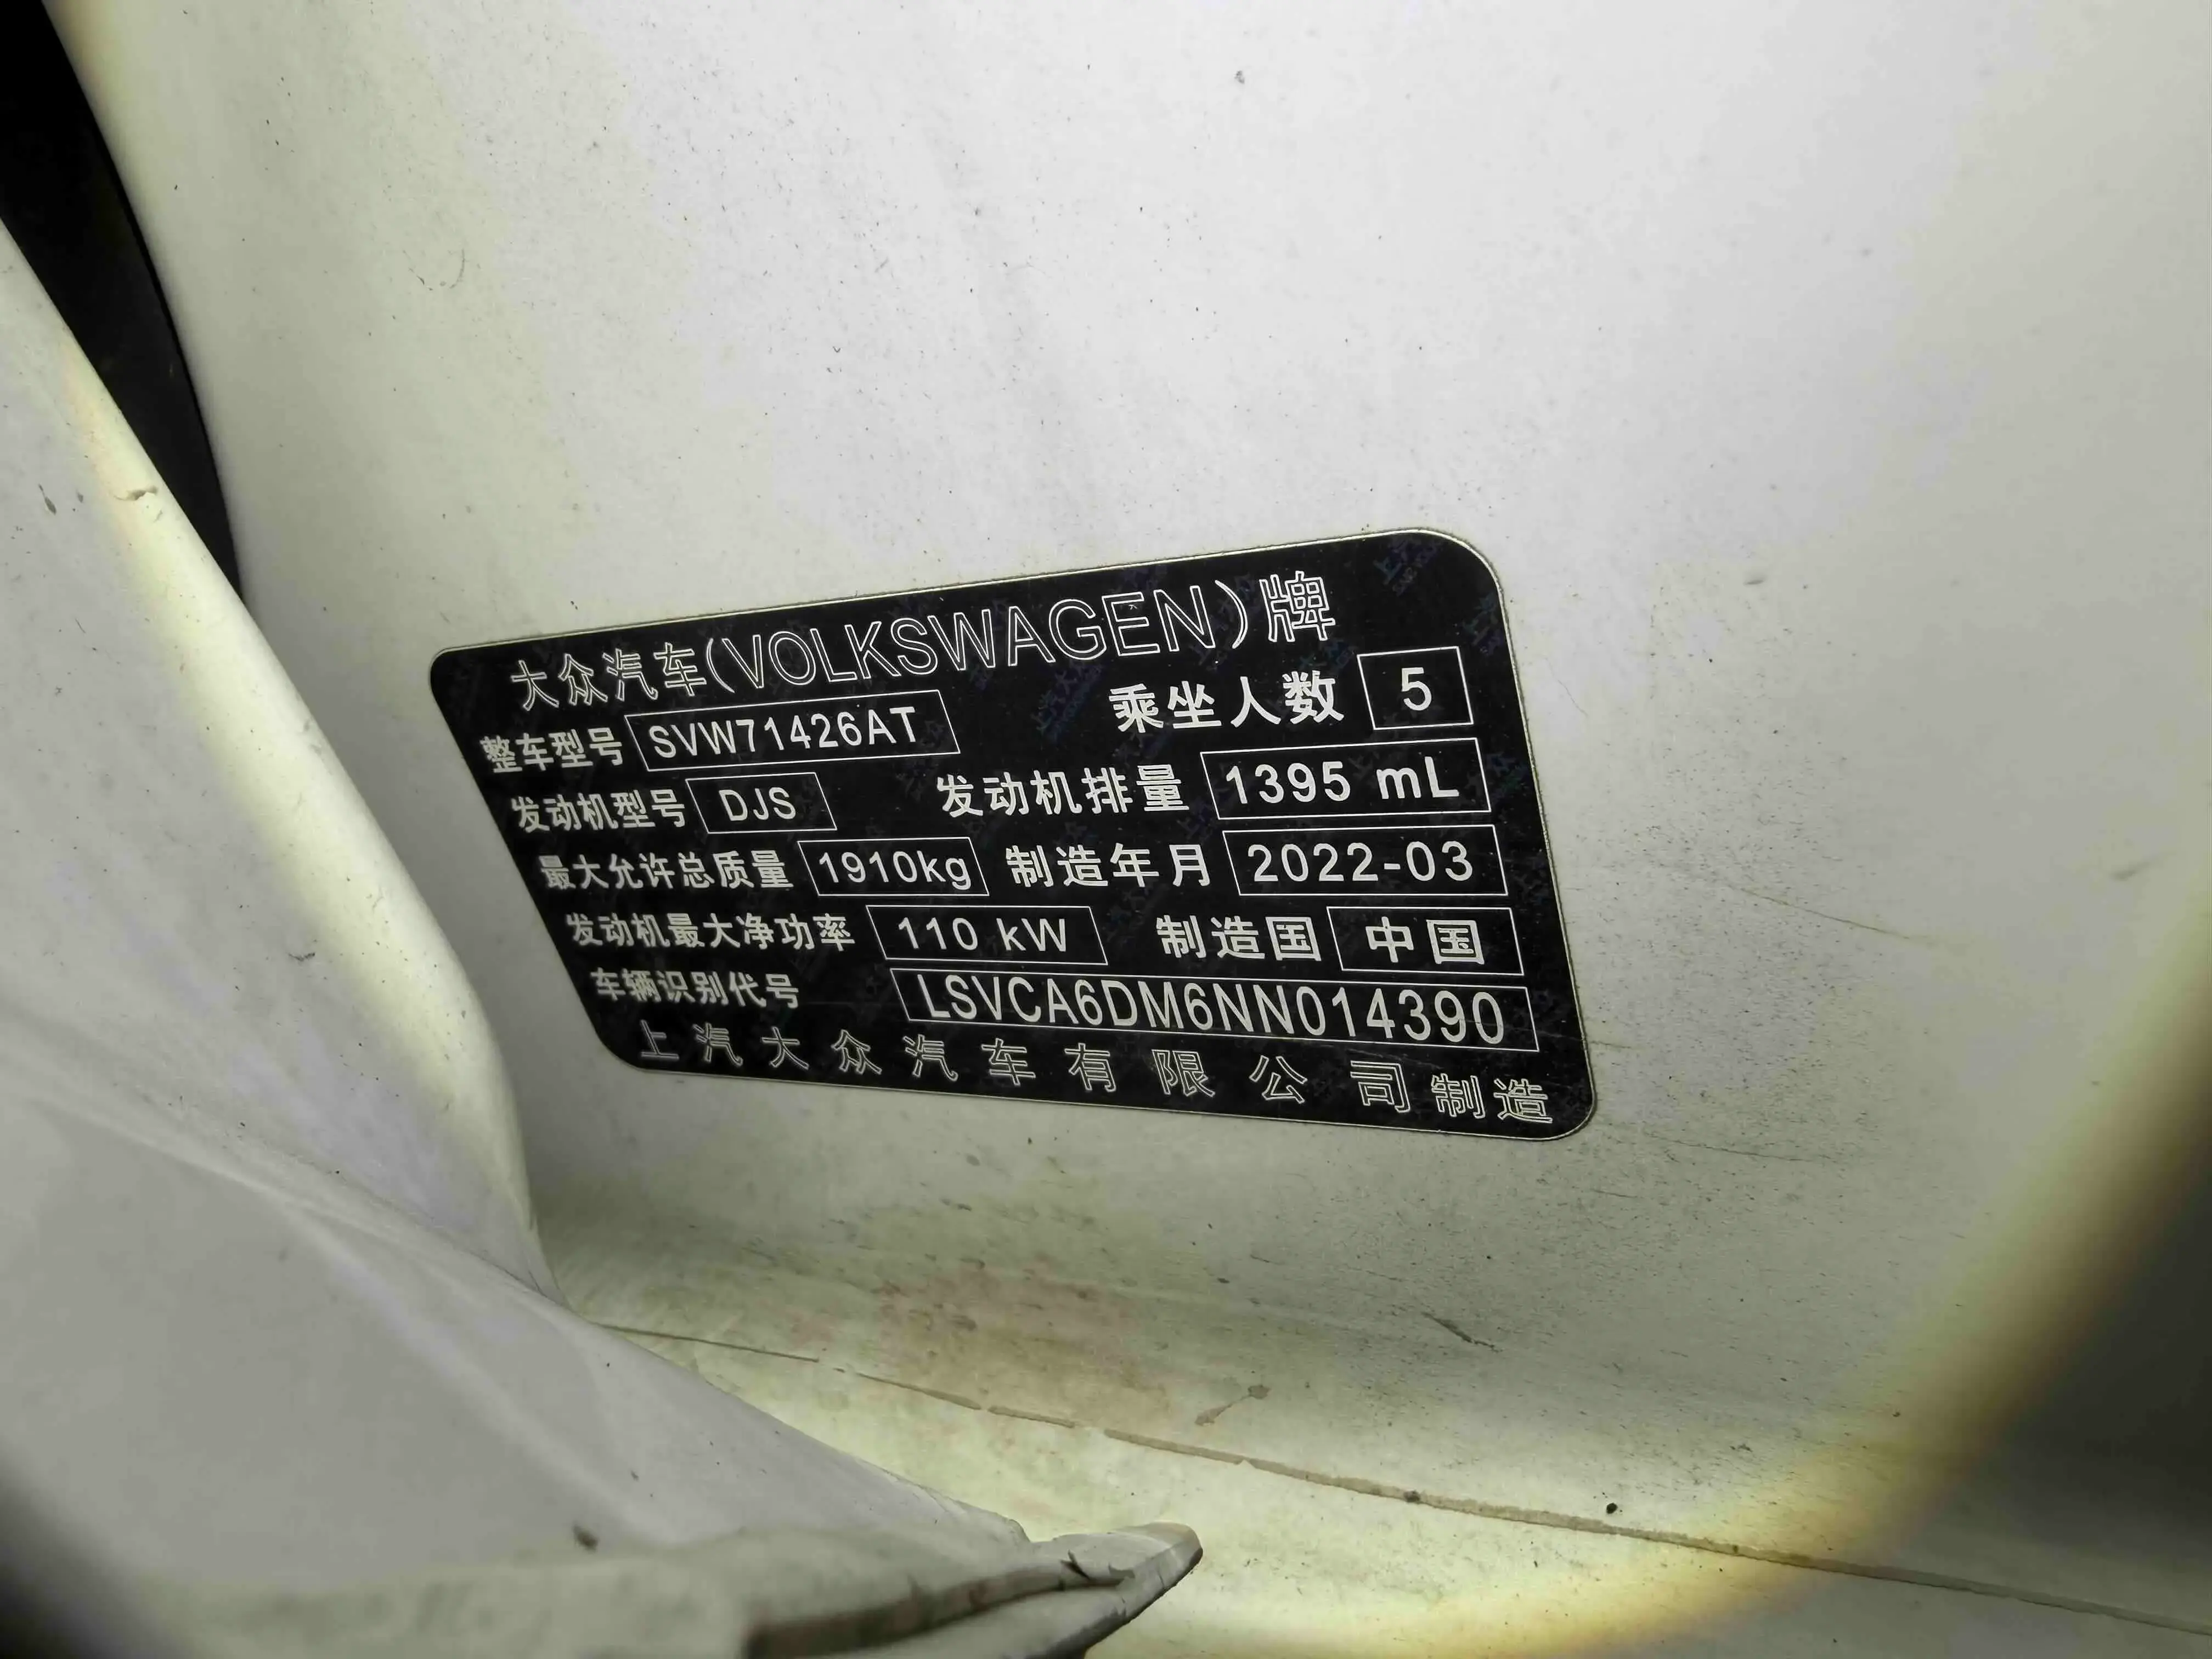 大众汽车(VOLKSWAGEN)牌
整车型号 SVW71426AT 乘坐人数 5
发动机型号 DJS 发动机排量 1395 mL
最大允许总质量 1910kg 制造年月 2022-03
发动机最大净功率 110 kW 制造国 中国
车辆识别代号 LSVCA6DM6NN014390
上汽大众汽车有限公司制造